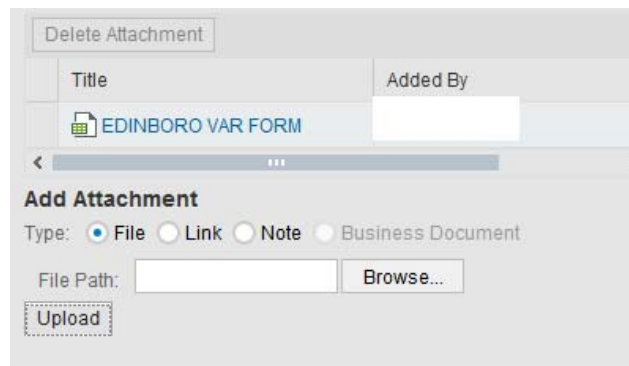 Delete Attachment
Title Added By
EDINBORO VAR FORM
Add Attachment
Type: File Link Note Business Document
File Path: Browse...
Upload